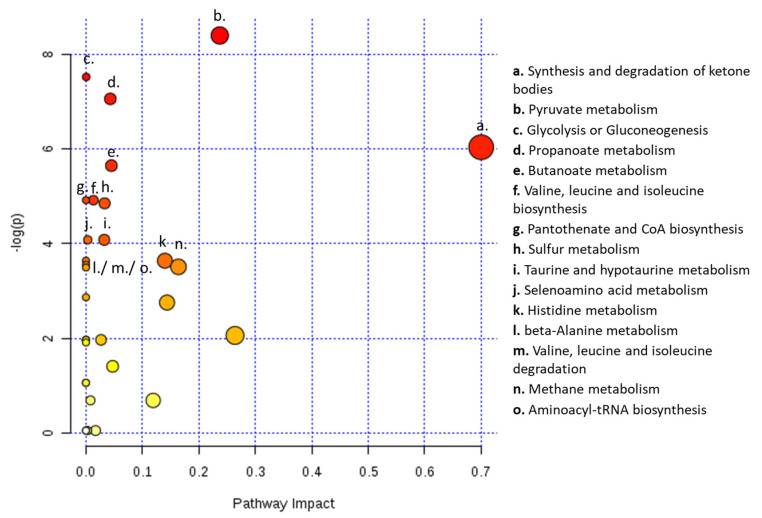 b.
8
c.
d.
a.
6
e.
g. f. h.
j. i.
4
k n.
l./ m./ o.
2
0
-log(p)
0.0 0.1 0.2 0.3 0.4 0.5 0.6 0.7
Pathway Impact
a. Synthesis and degradation of ketone
bodies
b. Pyruvate metabolism
c. Glycolysis or Gluconeogenesis
d. Propanoate metabolism
e. Butanoate metabolism
f. Valine, leucine and isoleucine
biosynthesis
g. Pantothenate and CoA biosynthesis
h. Sulfur metabolism
i. Taurine and hypotaurine metabolism
j. Selenoamino acid metabolism
k. Histidine metabolism
l. beta-Alanine metabolism
m. Valine, leucine and isoleucine
degradation
n. Methane metabolism
o. Aminoacyl-tRNA biosynthesis